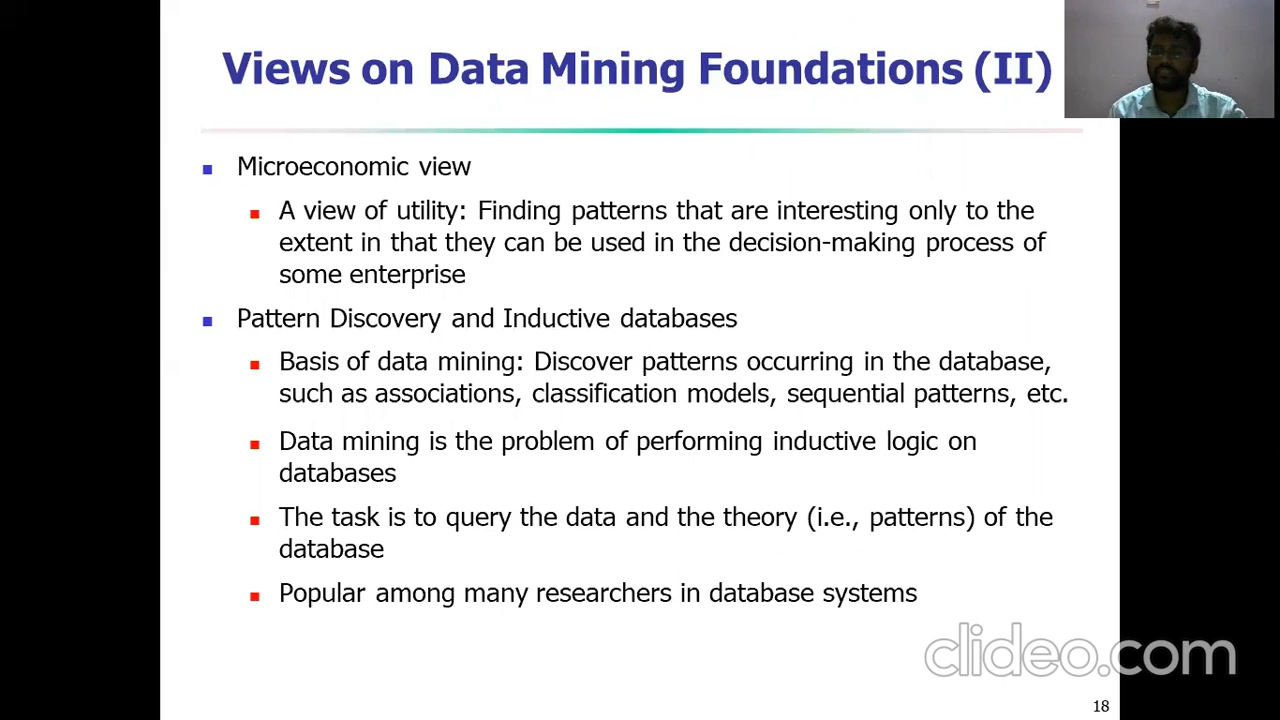 Views on Data Mining Foundations (II)
Microeconomic view
A view of utility: Finding patterns that are interesting only to the
extent in that they can be used in the decision-making process of
some enterprise
Pattern Discovery and Inductive databases
Basis of data mining: Discover patterns occurring in the database,
such as associations, classification models, sequential patterns, etc.
Data mining is the problem of performing inductive logic on
databases
The task is to query the data and the theory (i.e., patterns) of the
database
Popular among many researchers in database systems
clideo.com
18